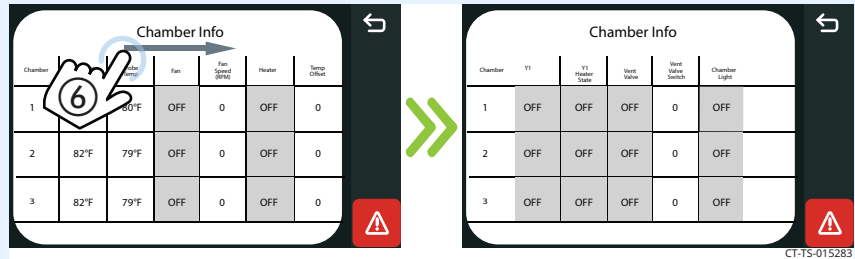 Chamber Info
Chamber Temp Fan Fan Speed (RPM) Heater Temp Offset
1 80°F OFF 0 OFF 0
6
2 82°F 79°F OFF 0 OFF 0
3 82°F 79°F OFF 0 OFF 0
Chamber Info
Chamber Y1 Y1 Heater State Vent Valve Vent Valve Switch Chamber Light
1 OFF OFF OFF 0 OFF
2 OFF OFF OFF 0 OFF
3 OFF OFF OFF 0 OFF
CT-TS-015283